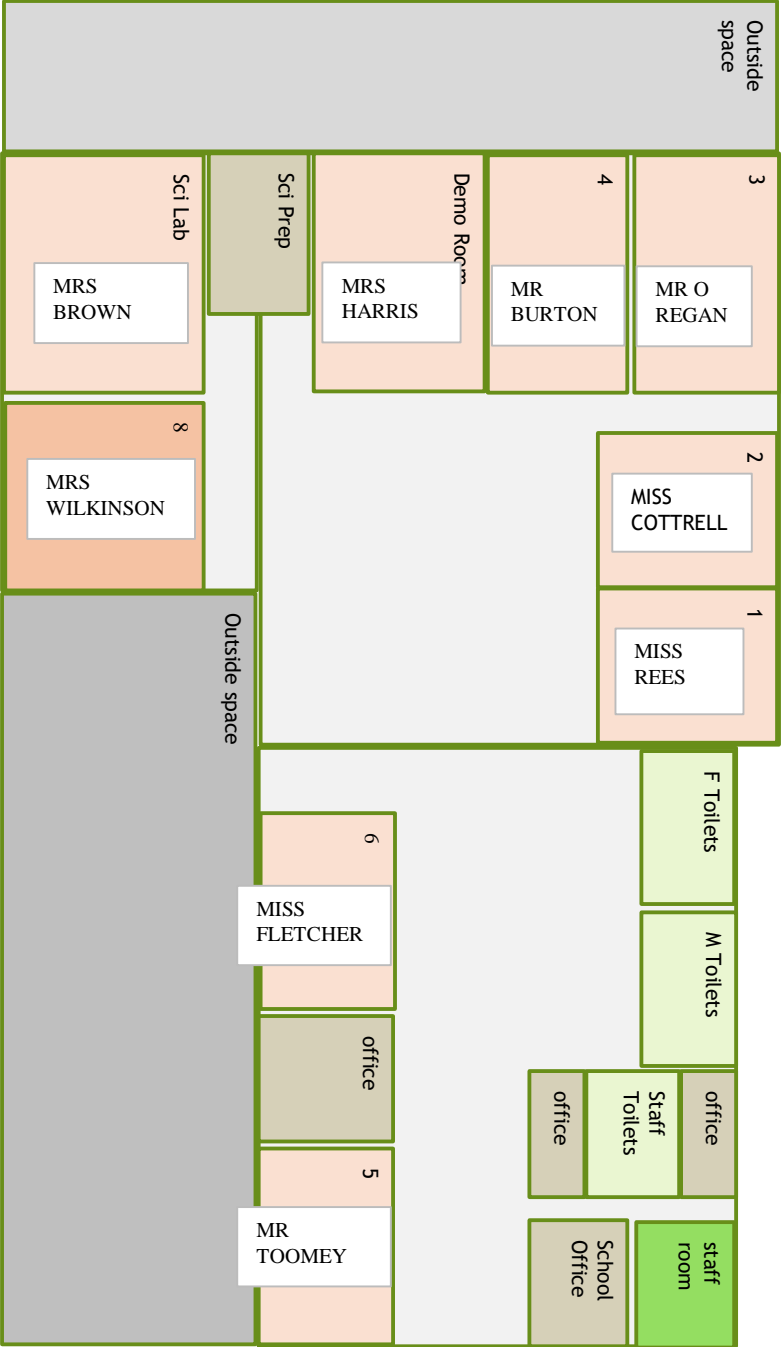 Outside
space
Sci Lab
MRS
BROWN
Sci Prep
Demo Room
MRS
HARRIS
4
MR
BURTON
3
MR O
REGAN
8
MRS
WILKINSON
2
MISS
COTTRELL
1
MISS
REES
Outside space
F Toilets
6
MISS
FLETCHER
M Toilets
office
office
Staff
Toilets
office
5
MR
TOOMEY
School
Office
staff
room